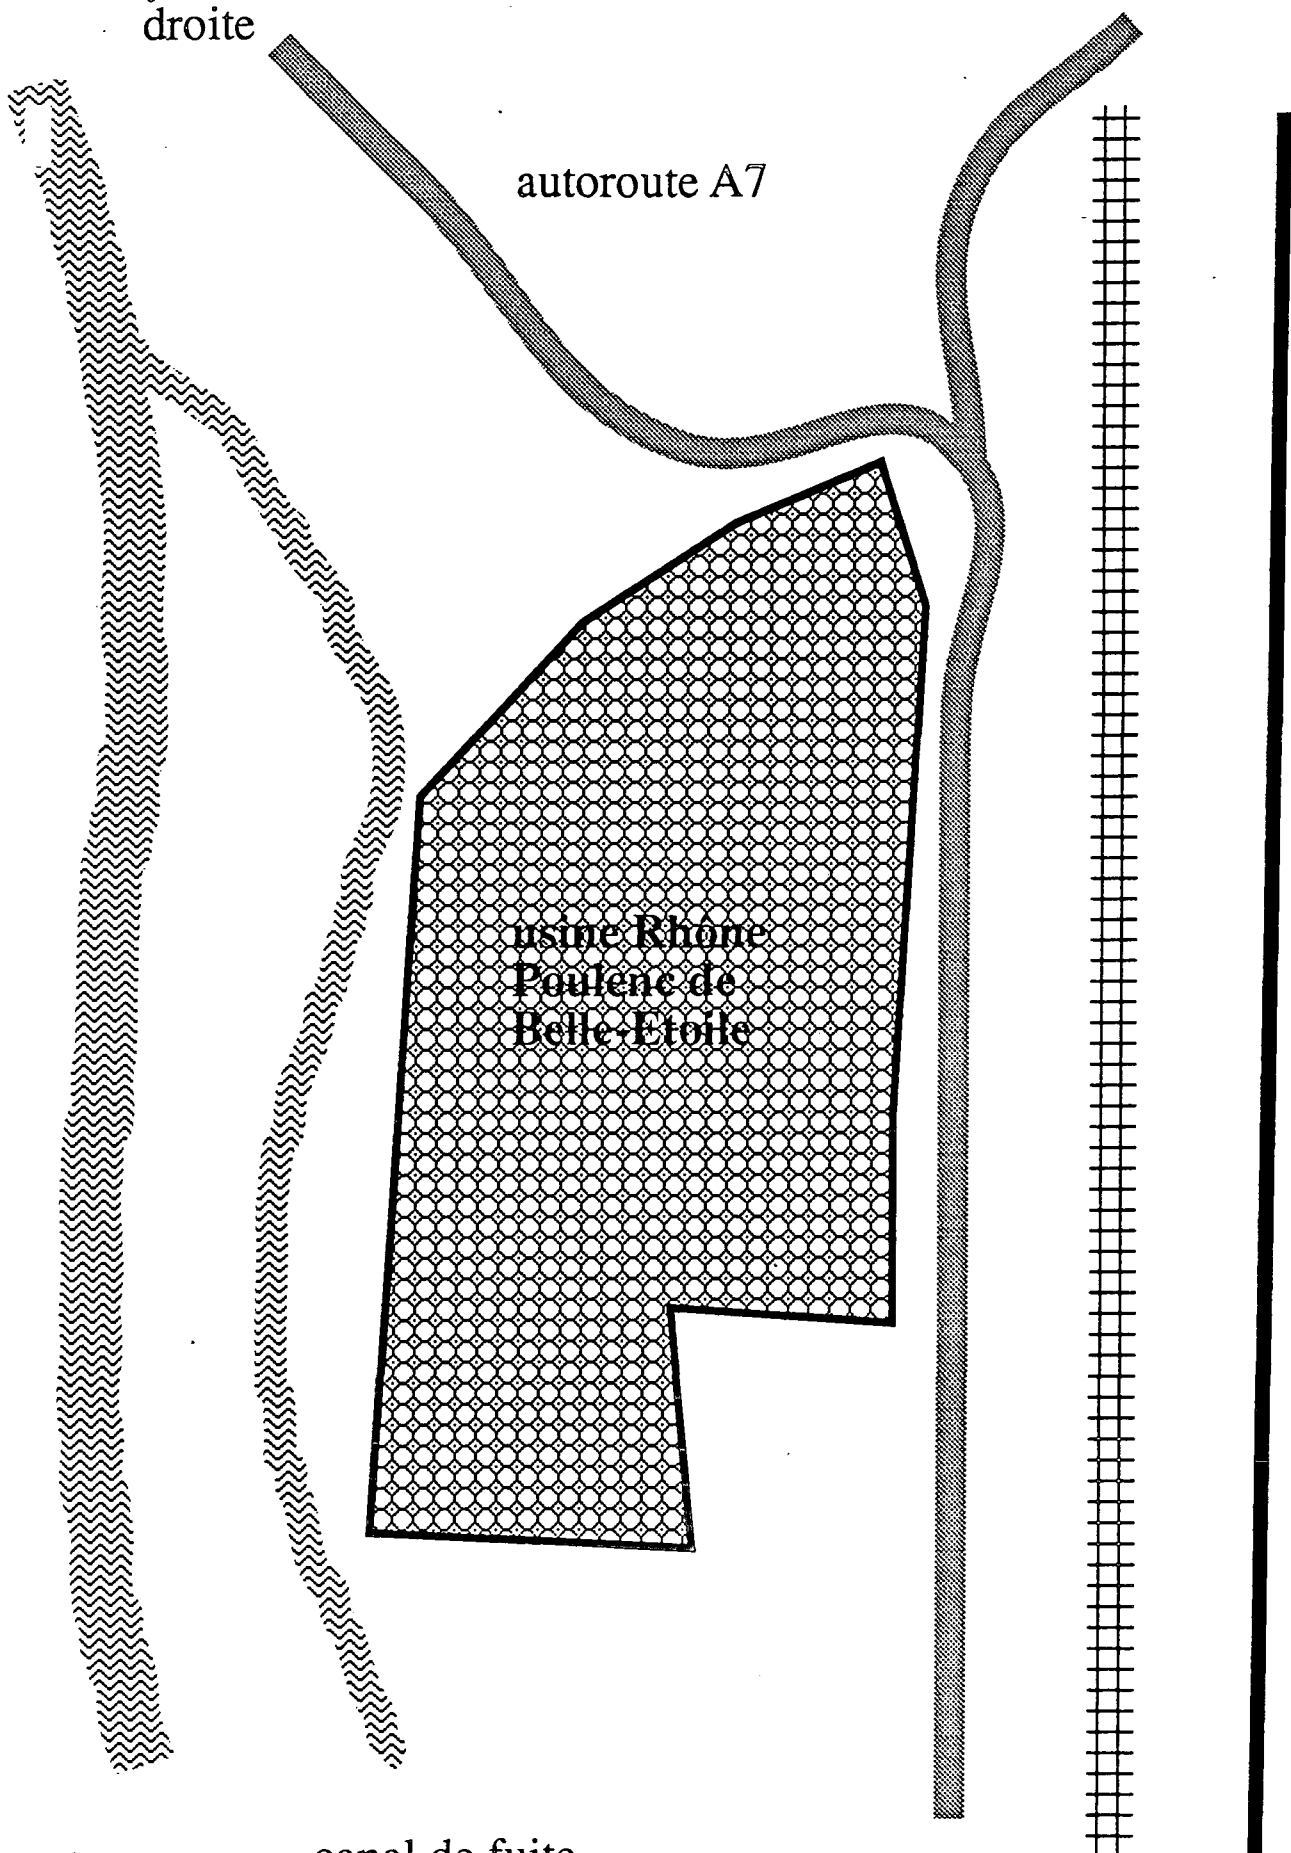 droite
autoroute A7
usine Rhône
Poulenc de
Belle-Etoile
canal de fuite